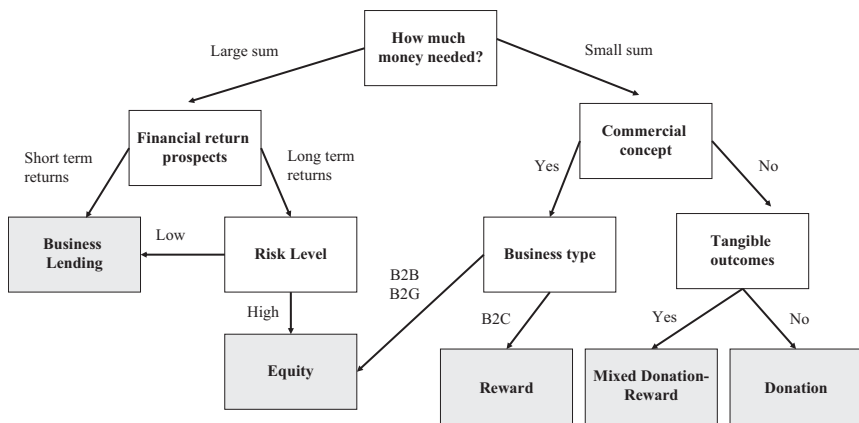 How much
money needed?
Large sum
Small sum
Financial return
prospects
Commercial
concept
Short term
returns
Long term
returns
Yes
No
Business
Lending
Low
Risk Level
B2B
B2G
Business type
Tangible
outcomes
High
B2C
Yes
No
Equity
Reward
Mixed Donation-
Reward
Donation